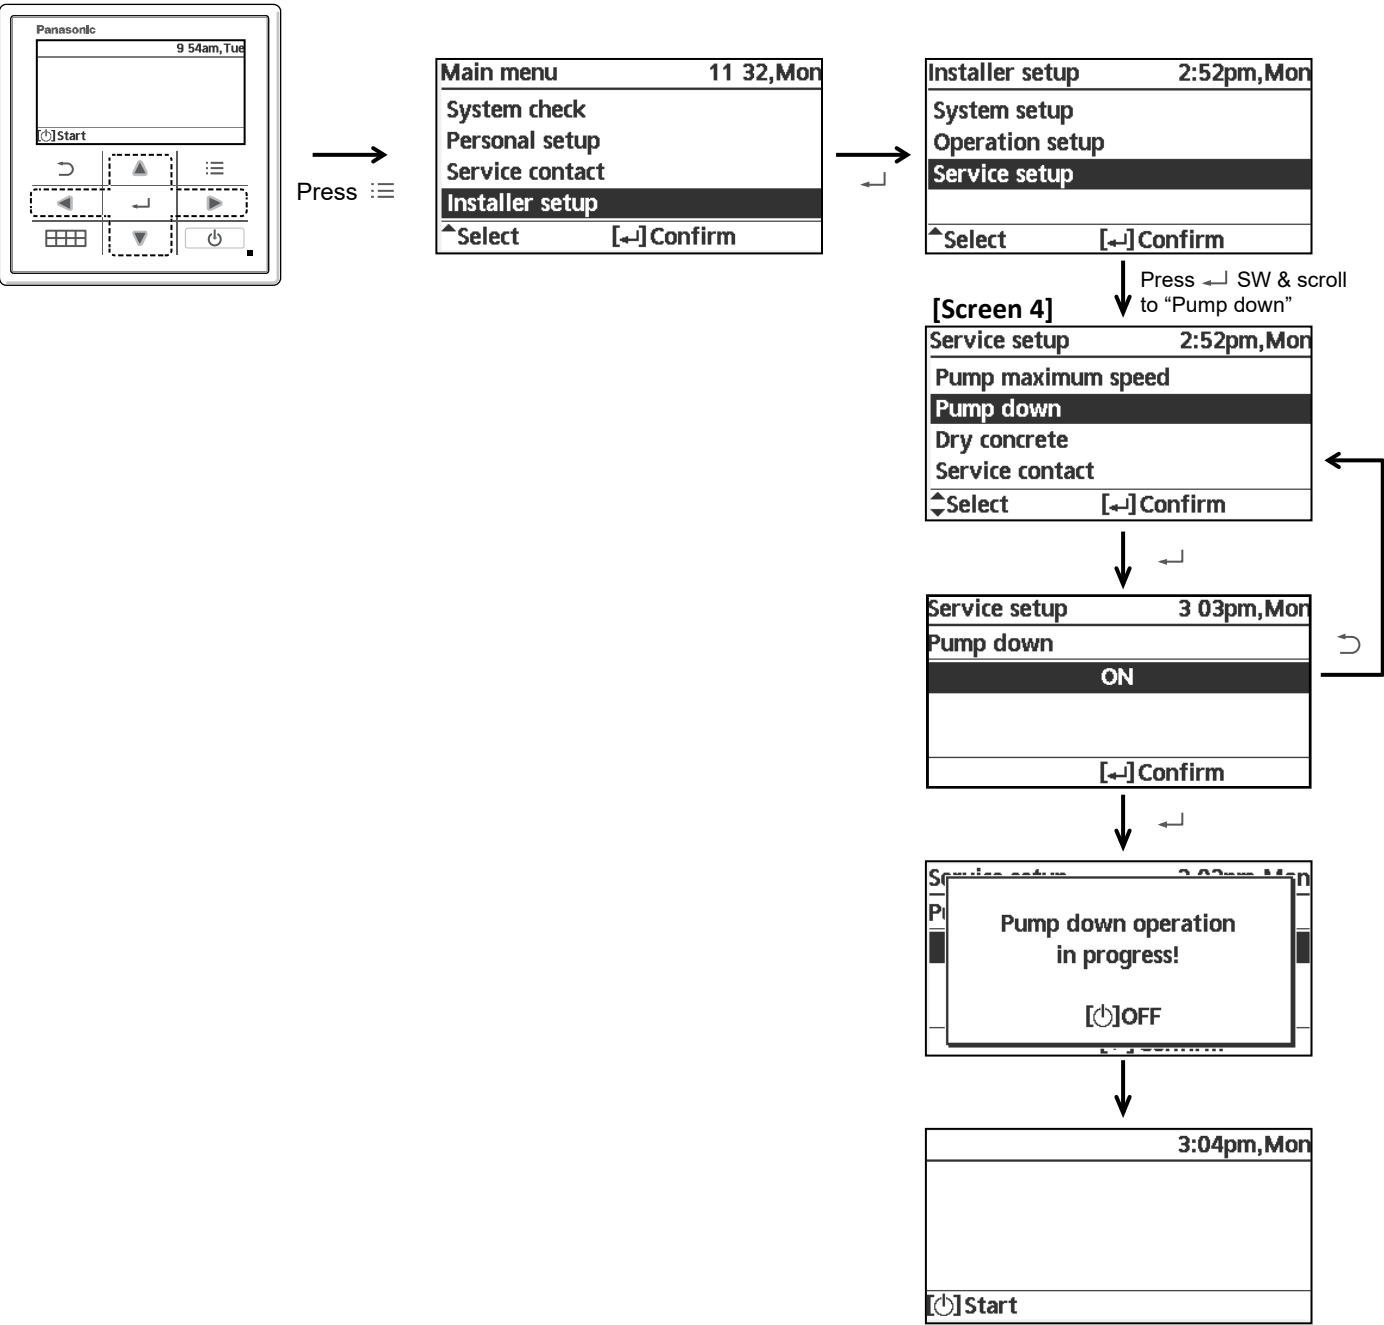 Panasonic
9 54am,Tue
[⏻]Start
Press
Main menu 11 32,Mon
System check
Personal setup
Service contact
Installer setup
Select [↵]Confirm
Installer setup 2:52pm,Mon
System setup
Operation setup
Service setup
Select [↵]Confirm
Press ↵ SW & scroll
to “Pump down”
[Screen 4]
Service setup 2:52pm,Mon
Pump maximum speed
Pump down
Dry concrete
Service contact
Select [↵]Confirm
Service setup 3 03pm,Mon
Pump down
ON
[↵]Confirm
Pump down operation
in progress!
[⏻]OFF
3:04pm,Mon
[⏻]Start